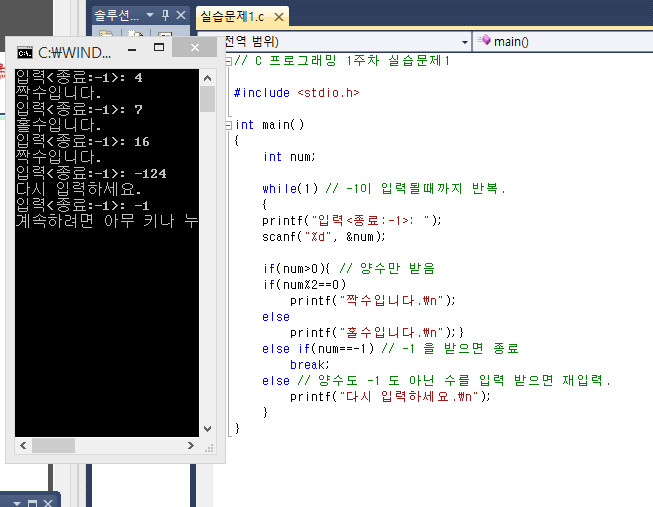 솔루션...
실습문제1.c
C:\WIND...
전역 범위)
main()
입력<종료:-1>: 4
짝수입니다.
입력<종료:-1>: 7
홀수입니다.
입력<종료:-1>: 16
짝수입니다.
입력<종료:-1>: -124
다시 입력하세요.
입력<종료:-1>: -1
계속하려면 아무 키나 누
// C 프로그래밍 1주차 실습문제1
#include <stdio.h>
int main()
{
int num;
while(1) // -1이 입력될때까지 반복.
{
printf("입력<종료:-1>: ");
scanf("%d", &num);
if(num>0){ // 양수만 받음
if(num%2==0)
printf("짝수입니다.₩n");
else
printf("홀수입니다.₩n");}
else if(num==-1) // -1 을 받으면 종료
break;
else // 양수도 -1 도 아닌 수를 입력 받으면 재입력.
printf("다시 입력하세요.₩n");
}
}